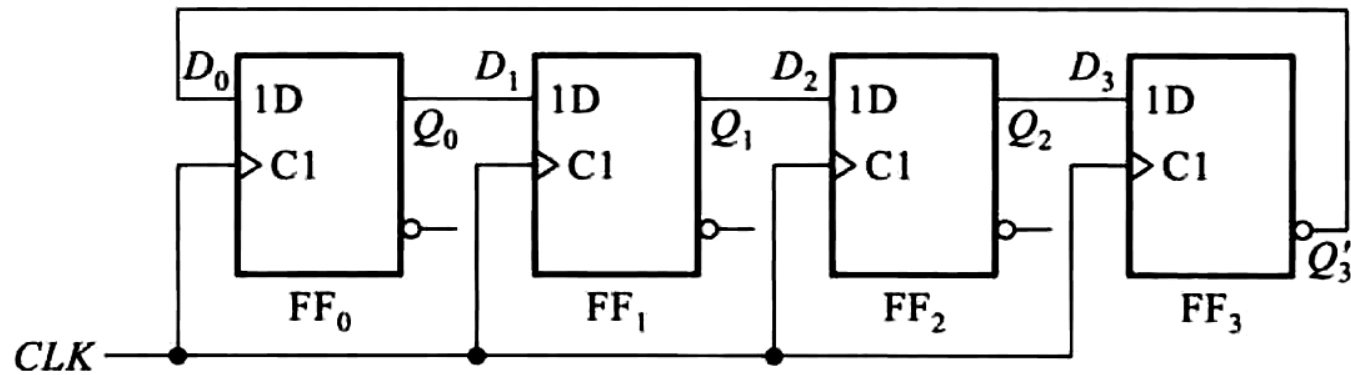 D₀ D₁ D₂ D₃
1D 1D 1D 1D
Q₀ Q₁ Q₂
C1 C1 C1 C1
Q₃′
FF₀ FF₁ FF₂ FF₃
CLK